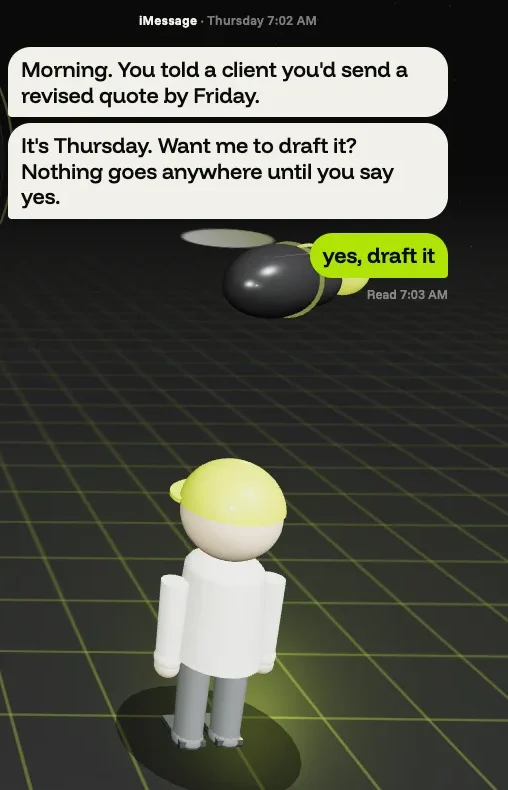 iMessage · Thursday 7:02 AM
Morning. You told a client you'd send a
revised quote by Friday.
It's Thursday. Want me to draft it?
Nothing goes anywhere until you say
yes.
yes, draft it
Read 7:03 AM